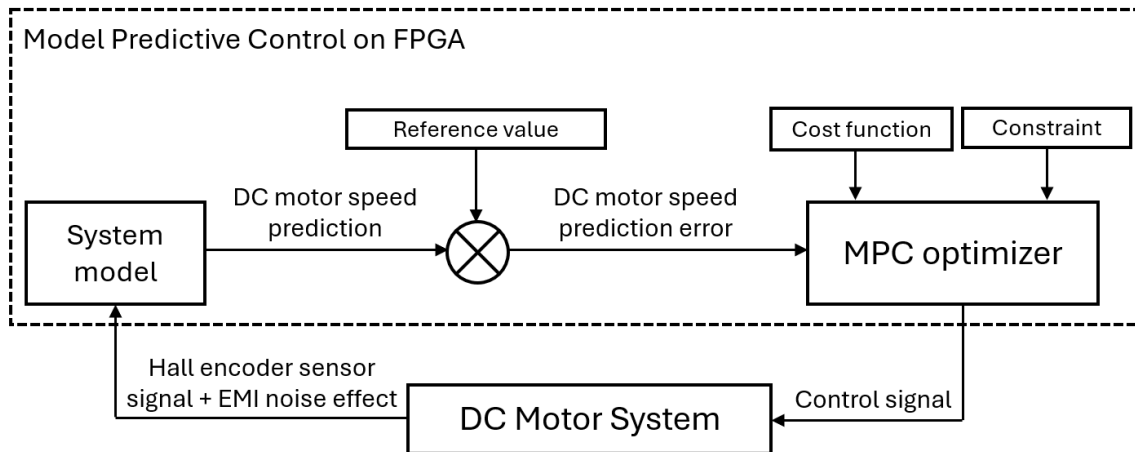 Model Predictive Control on FPGA
Reference value
Cost function
Constraint
DC motor speed
prediction
DC motor speed
prediction error
System
model
MPC optimizer
Hall encoder sensor
signal + EMI noise effect
DC Motor System
Control signal